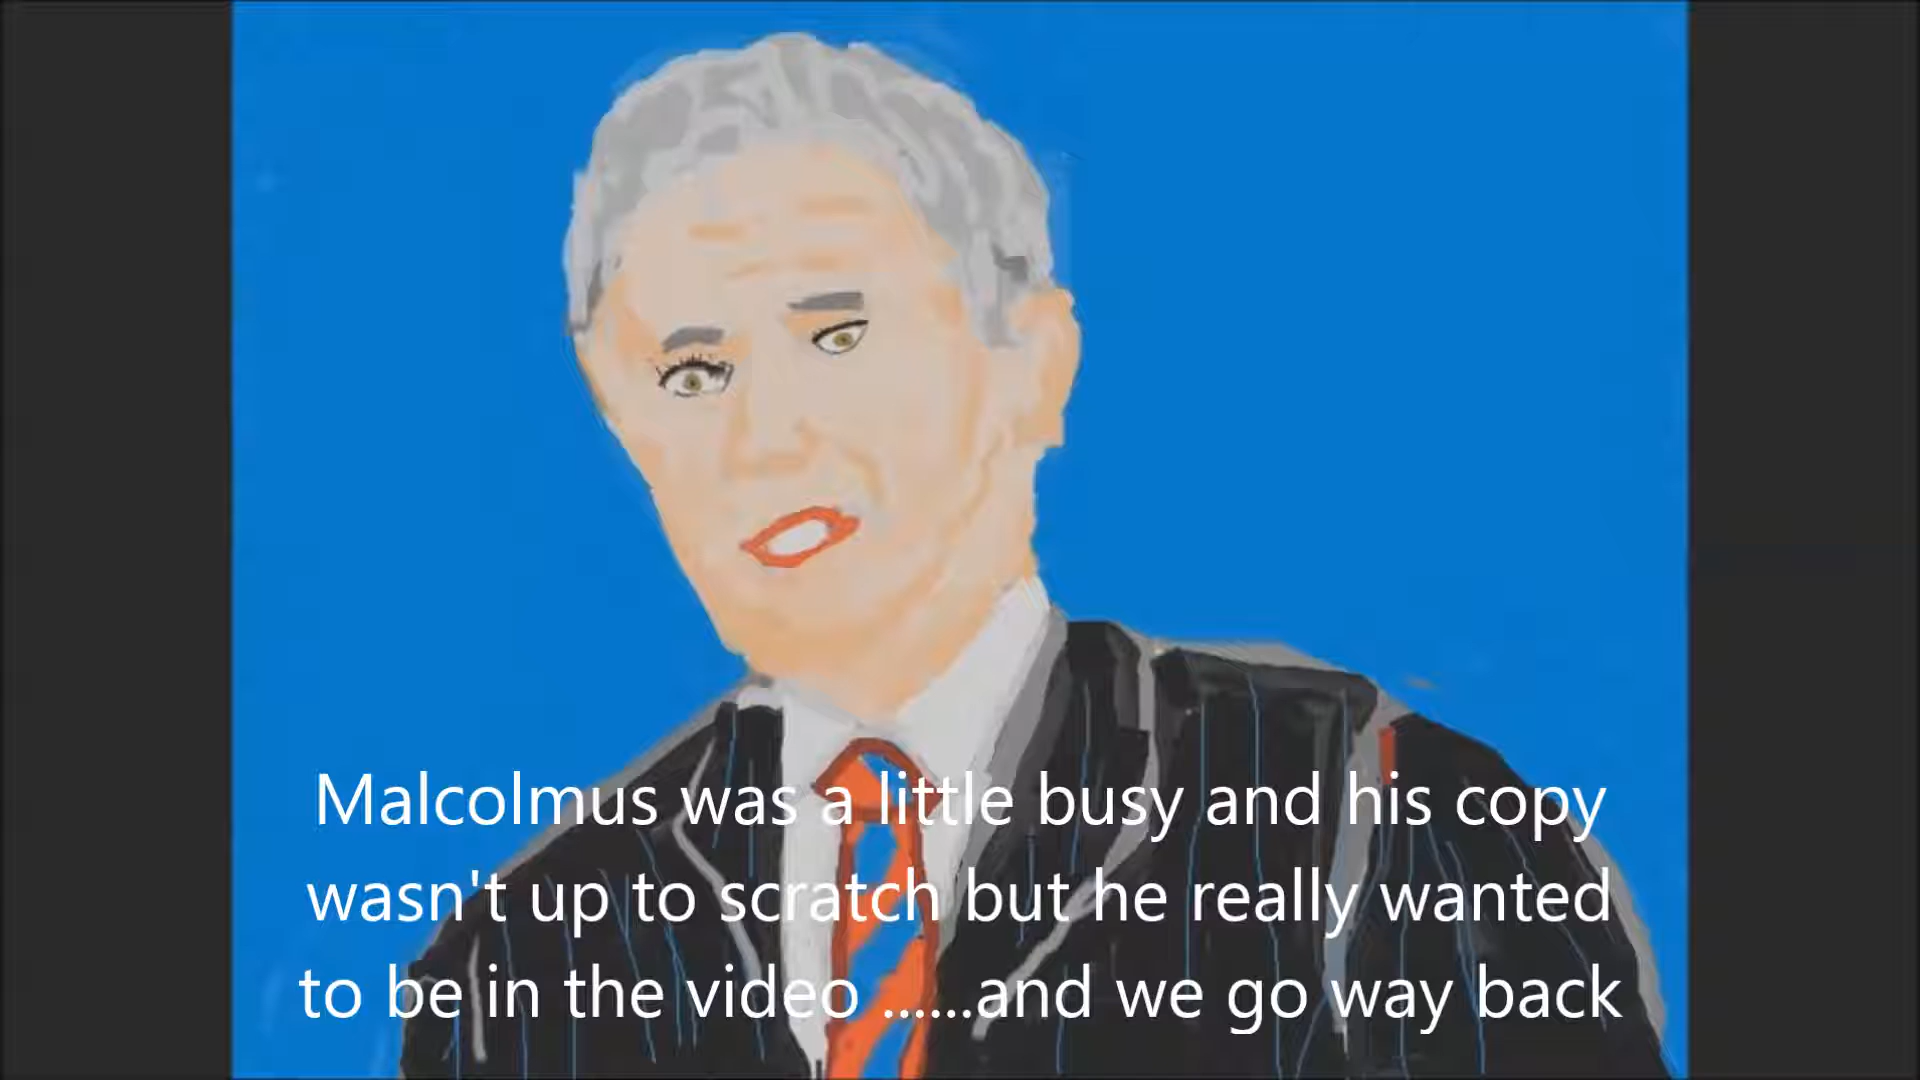 Malcolmus was a little busy and his copy
wasn't up to scratch but he really wanted
to be in the video ......and we go way back